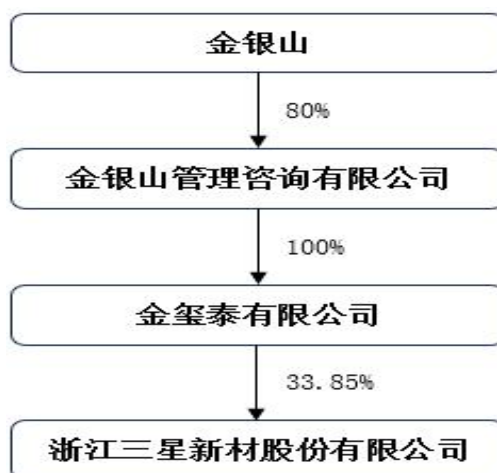 金银山
80%
金银山管理咨询有限公司
100%
金玺泰有限公司
33.85%
浙江三星新材股份有限公司